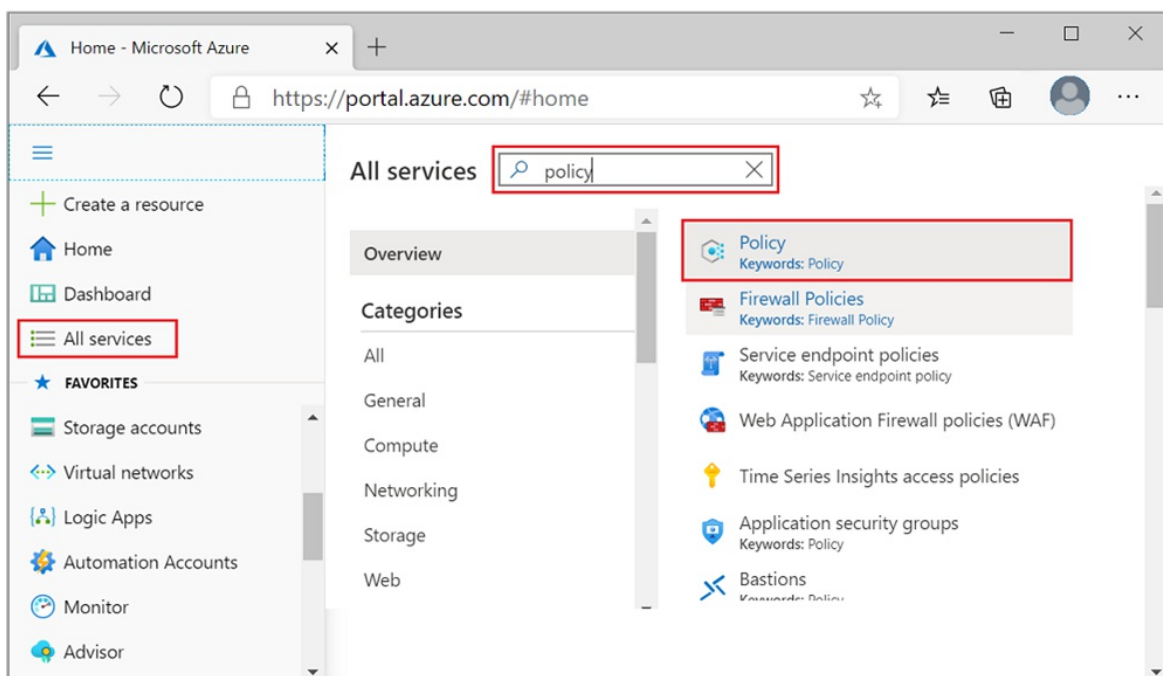 Home - Microsoft Azure
https://portal.azure.com/#home
Create a resource
Home
Dashboard
All services
FAVORITES
Storage accounts
Virtual networks
Logic Apps
Automation Accounts
Monitor
Advisor
All services
policy
Overview
Categories
All
General
Compute
Networking
Storage
Web
Policy
Keywords: Policy
Firewall Policies
Keywords: Firewall Policy
Service endpoint policies
Keywords: Service endpoint policy
Web Application Firewall policies (WAF)
Time Series Insights access policies
Application security groups
Keywords: Policy
Bastions
Keywords: Policy